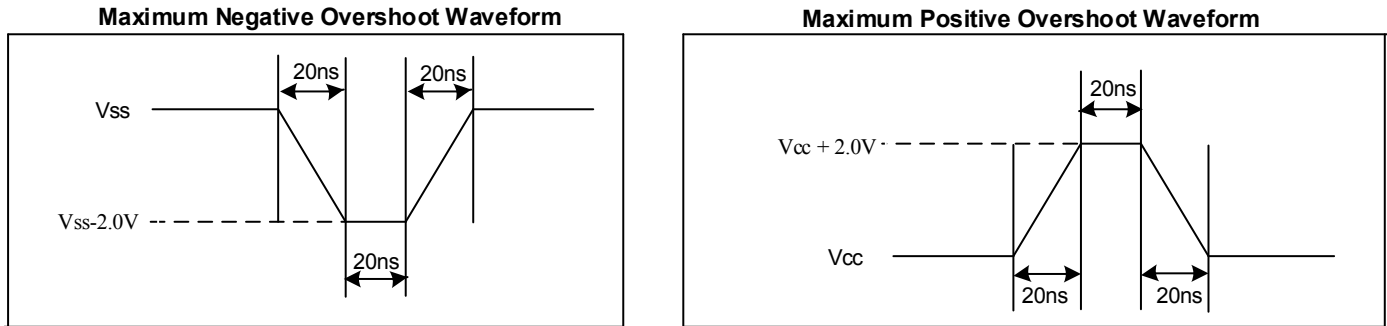 Maximum Negative Overshoot Waveform
20ns 20ns
Vss
Vss-2.0V
20ns
Maximum Positive Overshoot Waveform
20ns
Vcc + 2.0V
Vcc
20ns 20ns